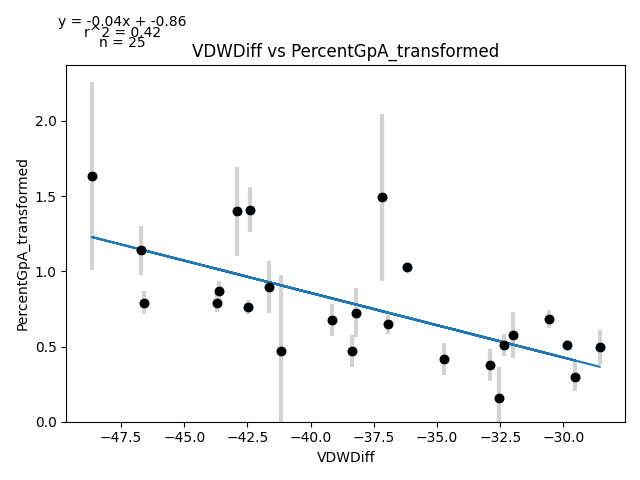 y = -0.04x + -0.86
r^2 = 0.42
n = 25
VDWDiff vs PercentGpA_transformed
PercentGpA_transformed
2.0
1.5
1.0
0.5
0.0
−47.5 −45.0 −42.5 −40.0 −37.5 −35.0 −32.5 −30.0
VDWDiff